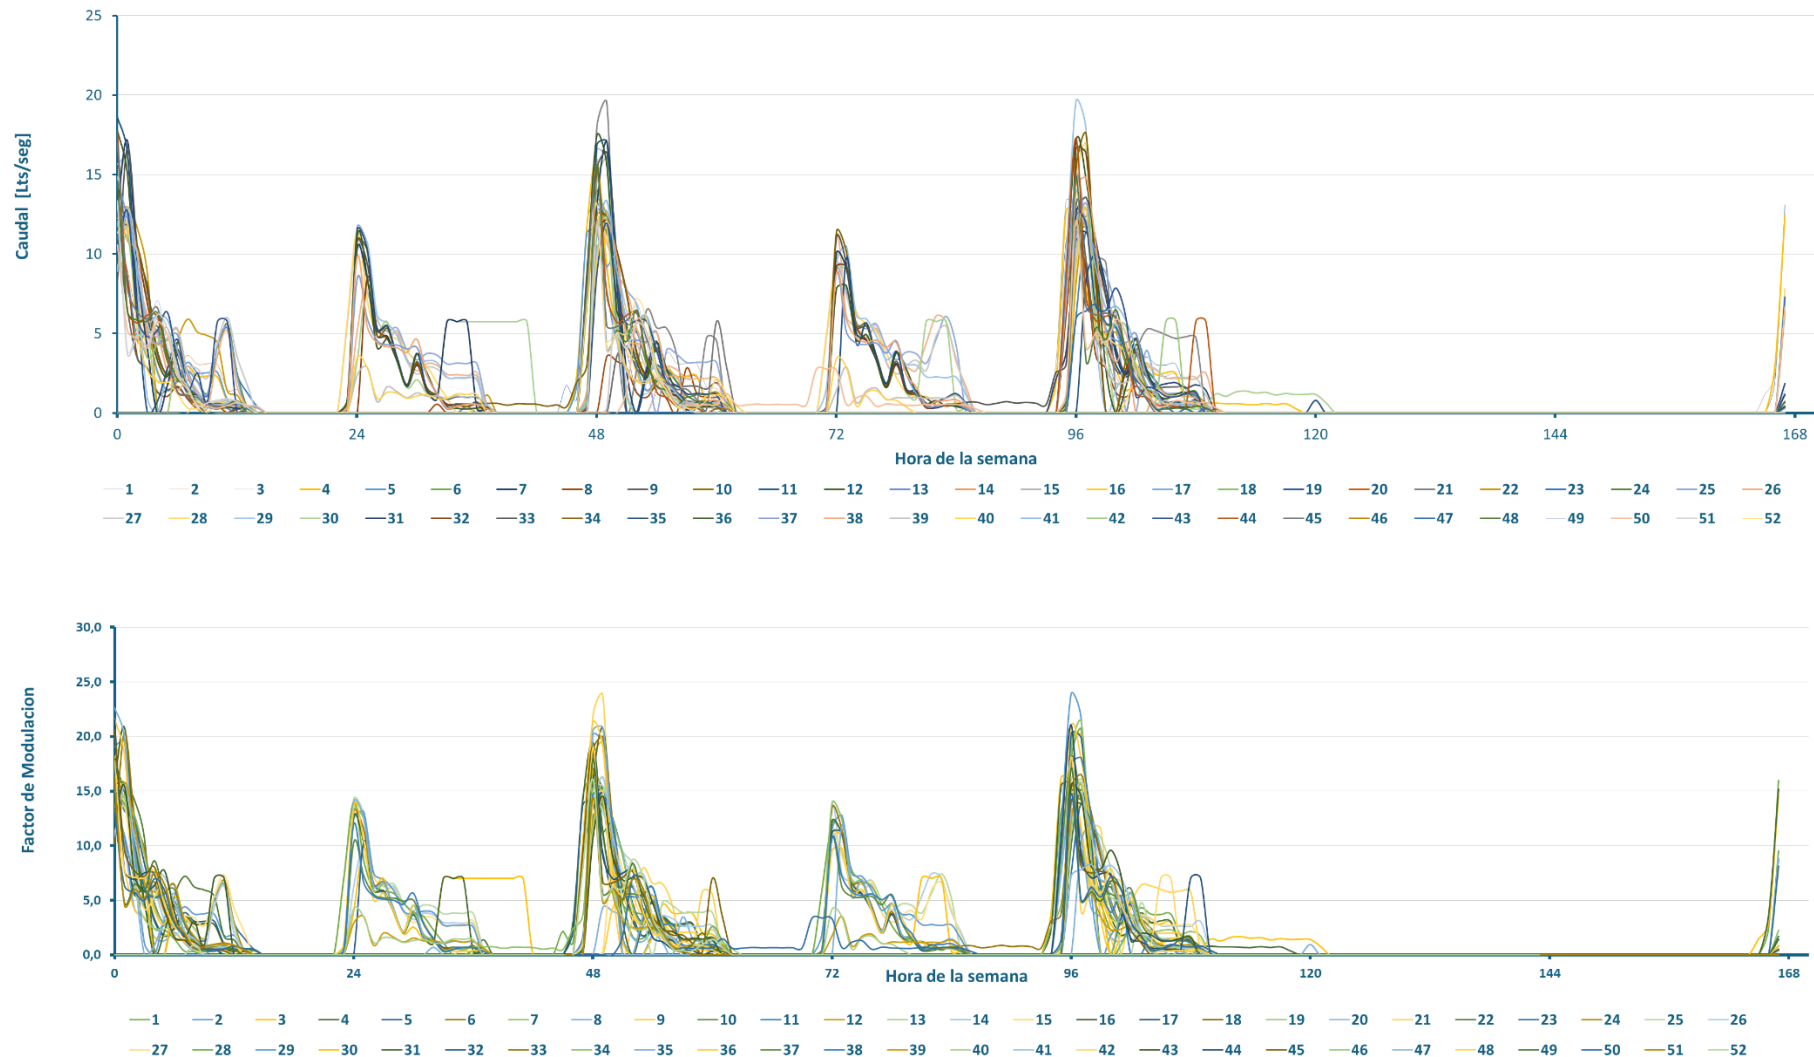 25
20
15
10
5
0
Caudal [Lts/seg]
0 24 48 72 96 120 144 168
Hora de la semana
1 2 3 4 5 6 7 8 9 10 11 12 13 14 15 16 17 18 19 20 21 22 23 24 25 26
27 28 29 30 31 32 33 34 35 36 37 38 39 40 41 42 43 44 45 46 47 48 49 50 51 52
30,0
25,0
20,0
15,0
10,0
5,0
0,0
Factor de Modulacion
0 24 48 72 96 120 144 168
Hora de la semana
1 2 3 4 5 6 7 8 9 10 11 12 13 14 15 16 17 18 19 20 21 22 23 24 25 26
27 28 29 30 31 32 33 34 35 36 37 38 39 40 41 42 43 44 45 46 47 48 49 50 51 52